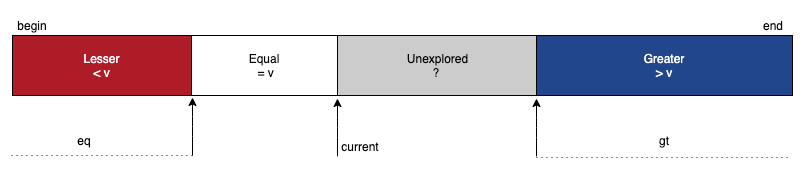 begin
end
Lesser
< v
Equal
= v
Unexplored
?
Greater
> v
eq
current
gt